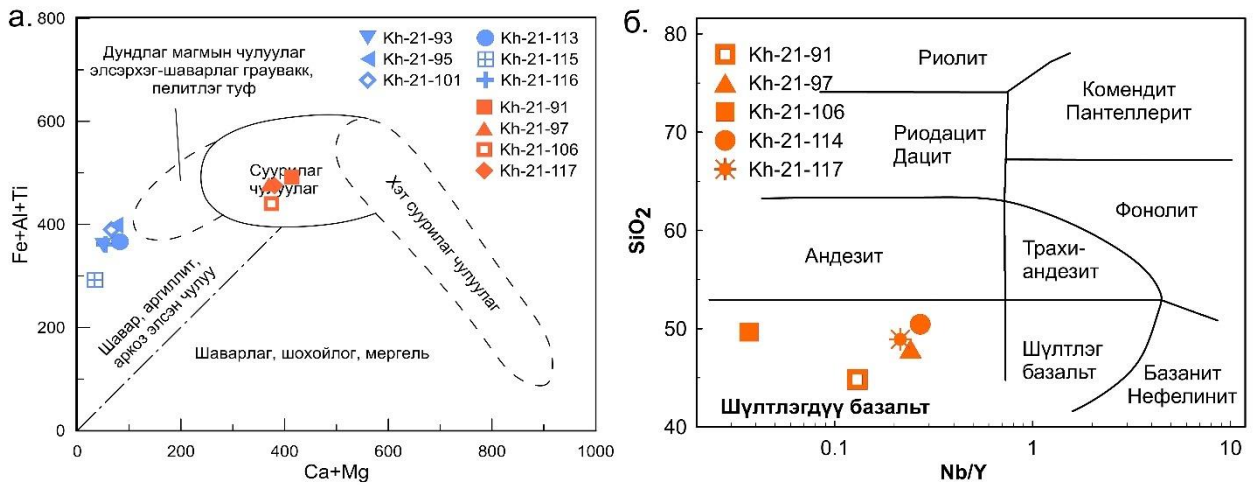 а.
800
600
400
200
0
0
200
400
600
800
1000
Fe+Al+Ti
Ca+Mg
Дундлаг магмын чулуулаг
элсэрхэг-шаварлаг граувакк,
пелитлэг туф
Kh-21-93
Kh-21-95
Kh-21-101
Kh-21-113
Kh-21-115
Kh-21-116
Kh-21-91
Kh-21-97
Kh-21-106
Kh-21-117
Суурилаг
чулуулаг
Хэт суурилаг чулуулаг
Шавар, аргиллит,
аркоз элсэн чулуу
Шаварлаг, шохойлог, мергель
б.
80
70
60
50
40
0.1
1
10
SiO2
Nb/Y
Kh-21-91
Kh-21-97
Kh-21-106
Kh-21-114
Kh-21-117
Риолит
Комендит
Пантеллерит
Риодацит
Дацит
Фонолит
Андезит
Трахи-
андезит
Шүлтлэг
базальт
Базанит
Нефелинит
Шүлтлэгдүү базальт